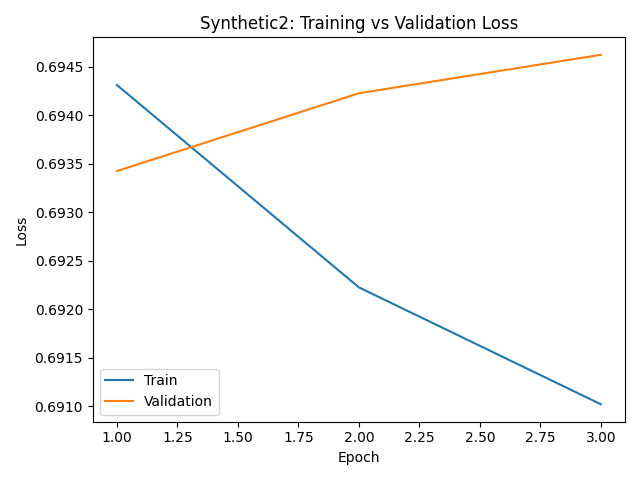 Synthetic2: Training vs Validation Loss
0.6945
0.6940
0.6935
0.6930
0.6925
0.6920
0.6915
0.6910
Loss
Train
Validation
1.00 1.25 1.50 1.75 2.00 2.25 2.50 2.75 3.00
Epoch